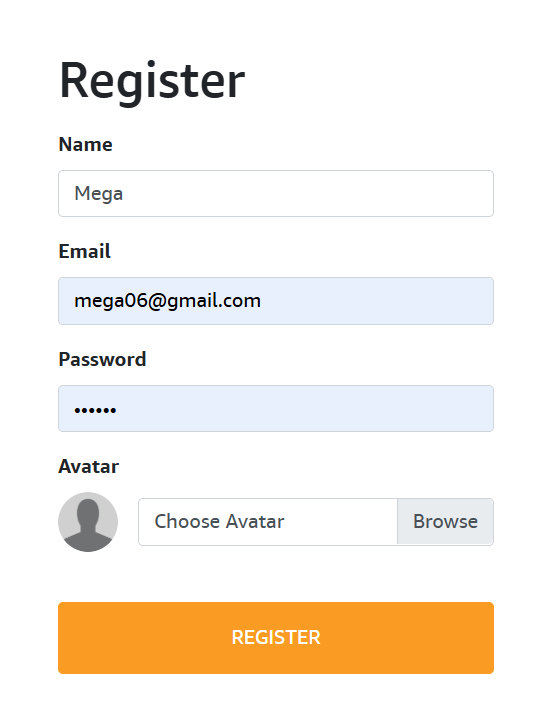 Register
Name
Mega
Email
mega06@gmail.com
Password
••••••
Avatar
Choose Avatar Browse
REGISTER